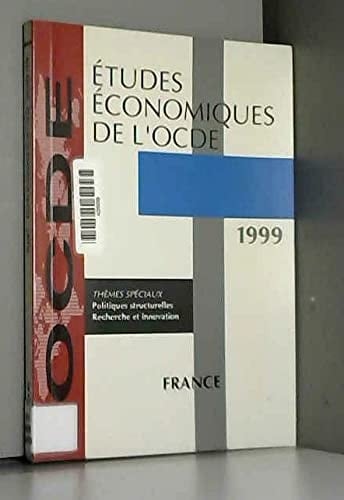 OCDE
ÉTUDES
ÉCONOMIQUES
DE L'OCDE
1999
THÈMES SPÉCIAUX
Politiques structurelles
Recherche et innovation
FRANCE